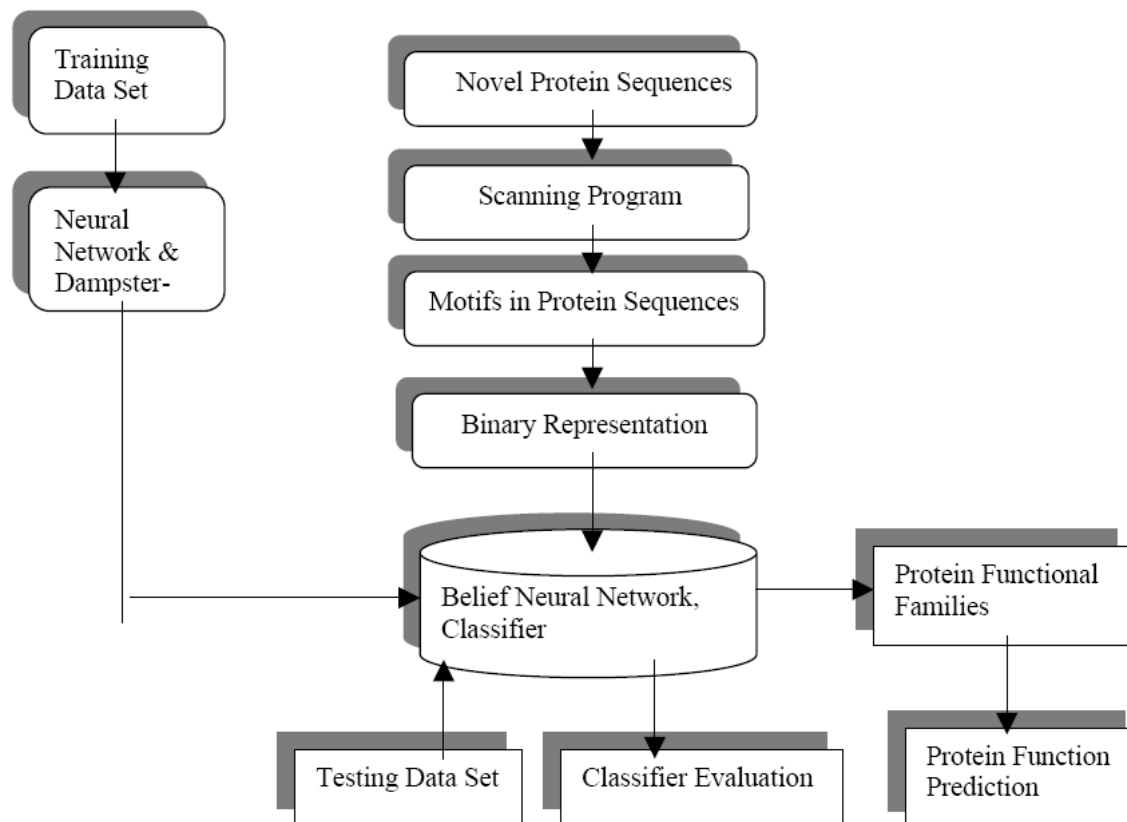 Training
Data Set
Neural
Network &
Dampster-
Novel Protein Sequences
Scanning Program
Motifs in Protein Sequences
Binary Representation
Belief Neural Network,
Classifier
Protein Functional
Families
Testing Data Set
Classifier Evaluation
Protein Function
Prediction